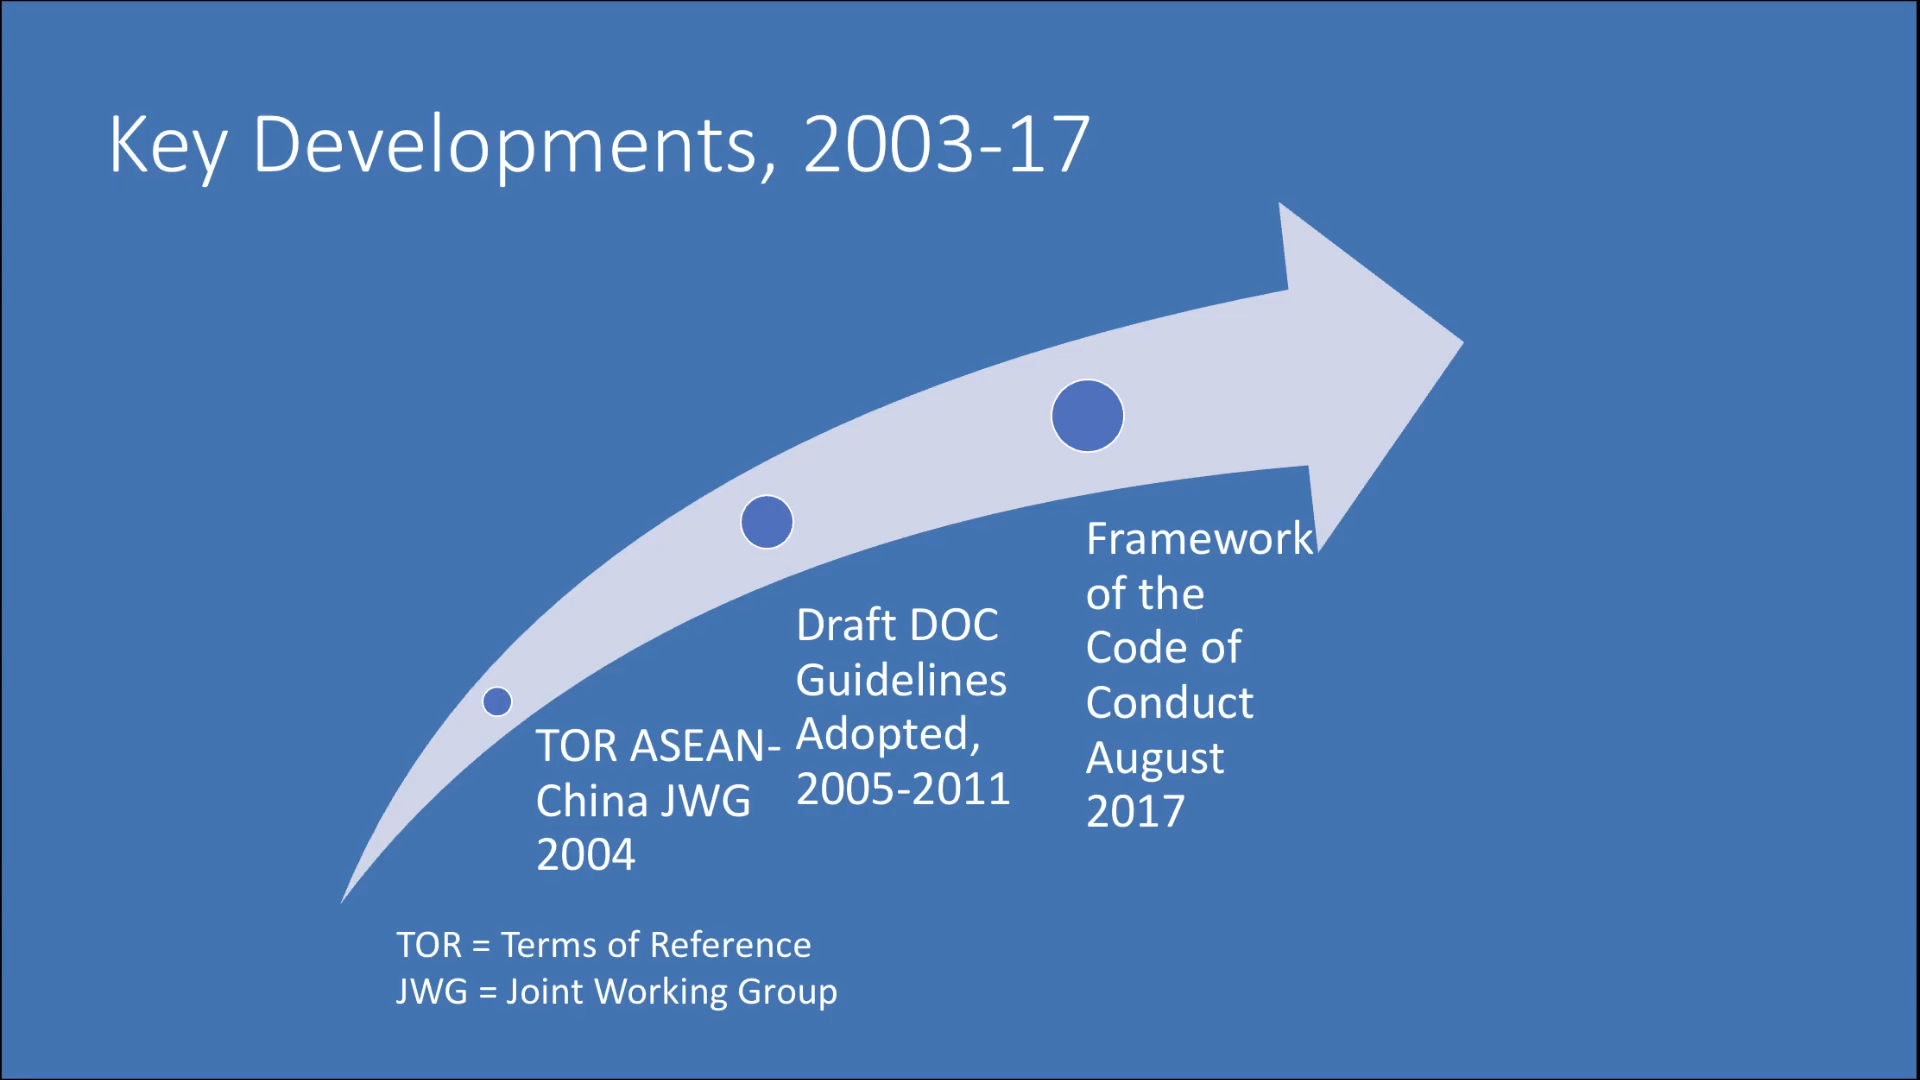 Key Developments, 2003-17
TOR ASEAN-
China JWG
2004
Draft DOC
Guidelines
Adopted,
2005-2011
Framework
of the
Code of
Conduct
August
2017
TOR = Terms of Reference
JWG = Joint Working Group